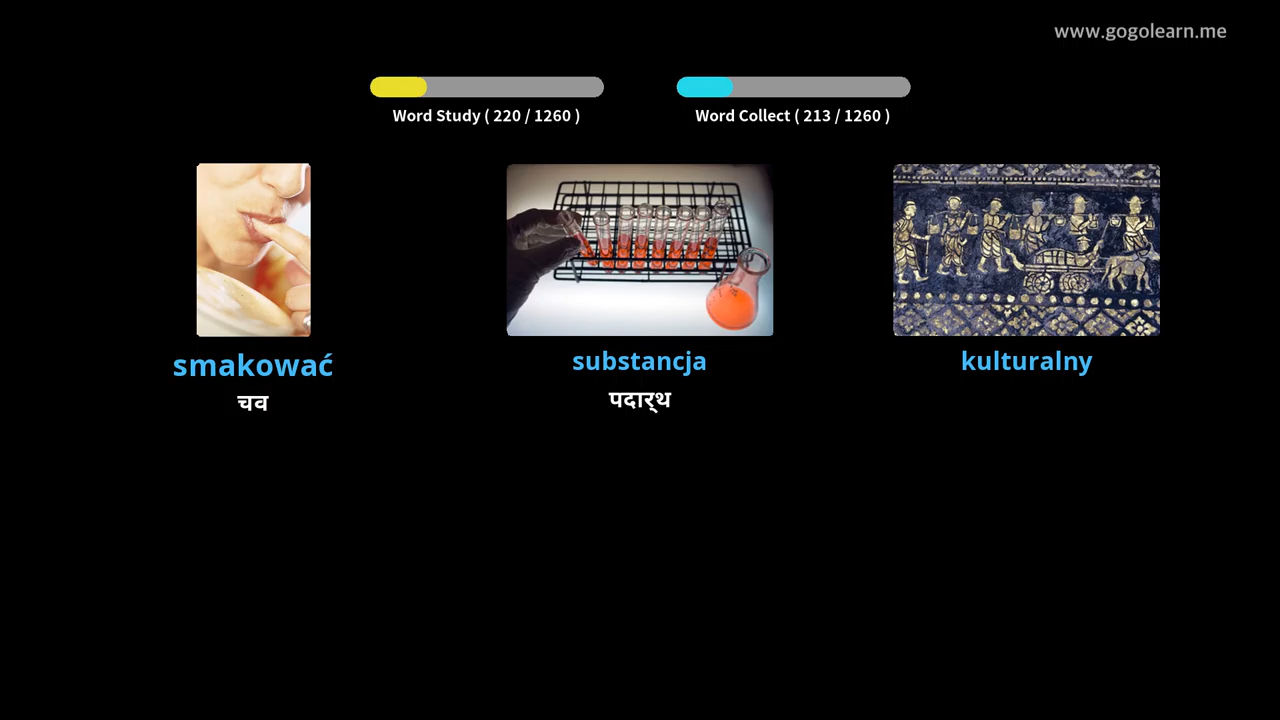 www.gogolearn.me
Word Study ( 220 / 1260 )
Word Collect ( 213 / 1260 )
smakować
substancja
kulturalny
चव
पदार्थ